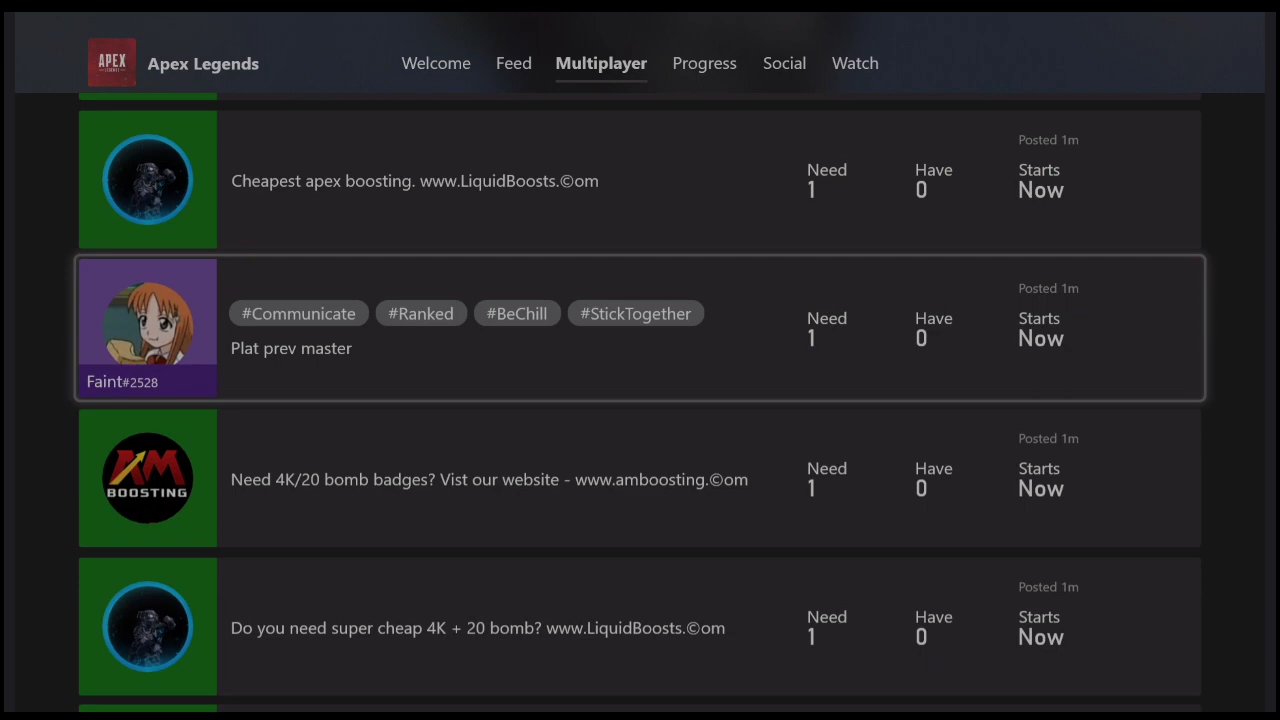 APEX
LEGENDS
Apex Legends
Welcome Feed Multiplayer Progress Social Watch
Posted 1m
Cheapest apex boosting. www.LiquidBoosts.©om
Need Have Starts
1 0 Now
Posted 1m
#Communicate #Ranked #BeChill #StickTogether
Need Have Starts
1 0 Now
Plat prev master
Faint#2528
Posted 1m
AM
BOOSTING
Need 4K/20 bomb badges? Vist our website - www.amboosting.©om
Need Have Starts
1 0 Now
Posted 1m
Do you need super cheap 4K + 20 bomb? www.LiquidBoosts.©om
Need Have Starts
1 0 Now